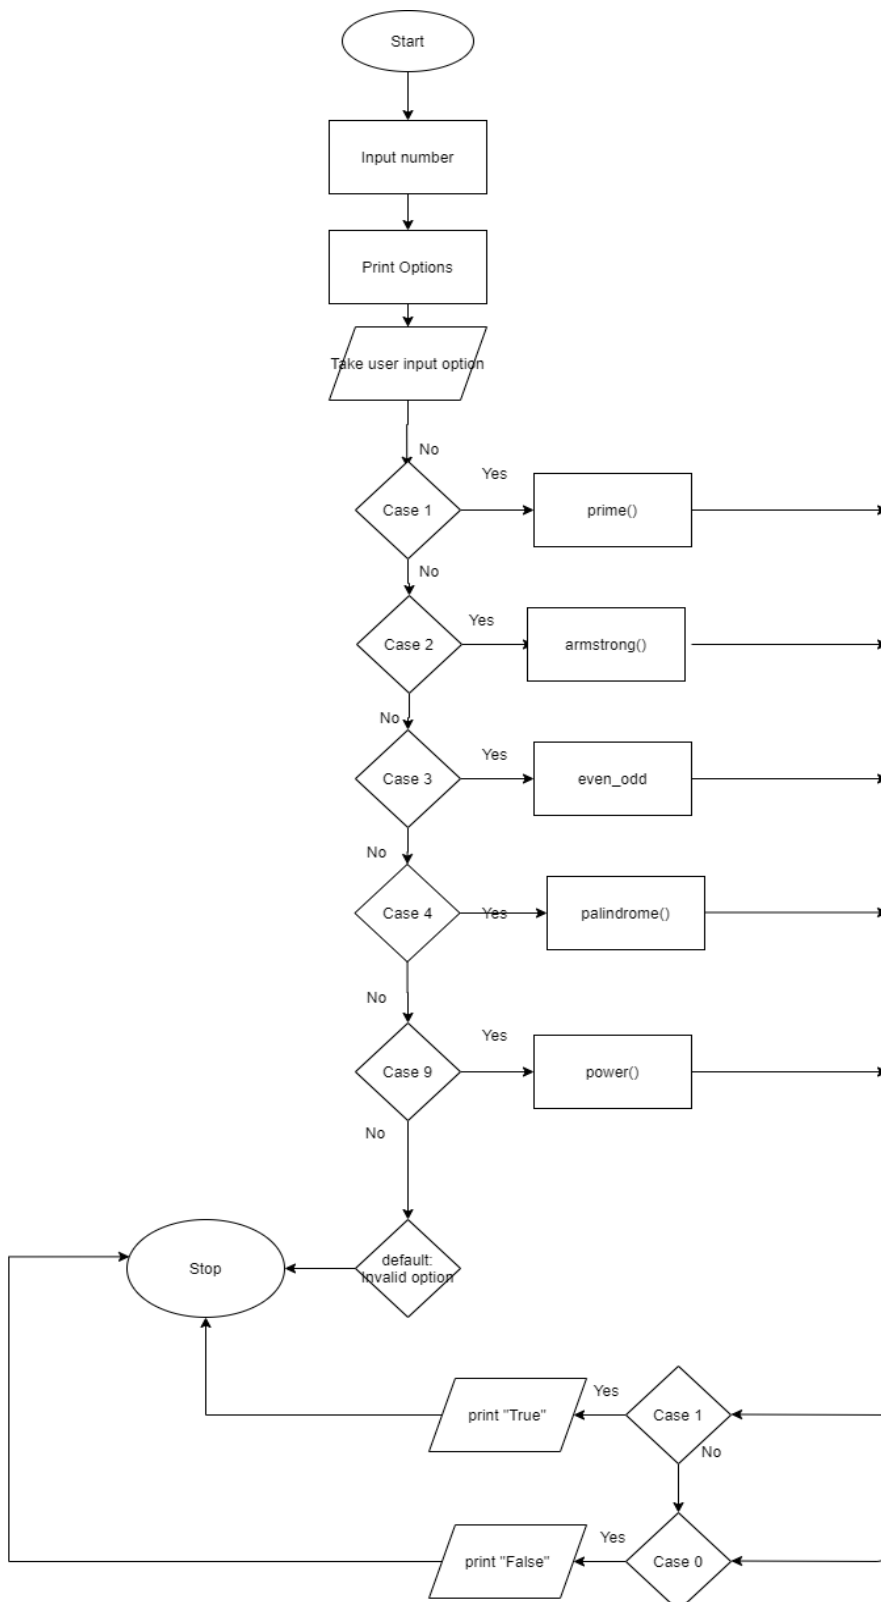 Start
Input number
Print Options
Take user input option
No
Yes
Case 1
prime()
No
Yes
Case 2
armstrong()
No
Yes
Case 3
even_odd
No
Case 4
Yes
palindrome()
No
Yes
Case 9
power()
No
default:
Invalid option
Stop
Yes
print "True"
Case 1
No
Yes
print "False"
Case 0